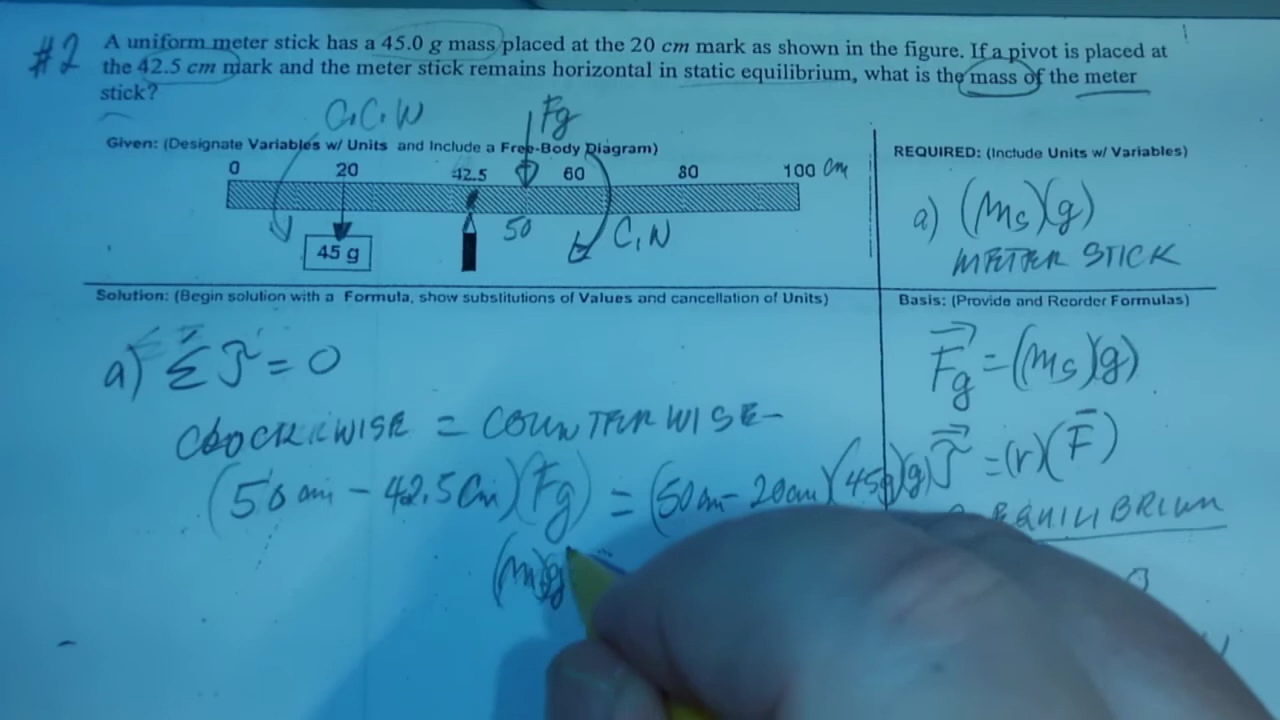 #2 A uniform meter stick has a 45.0 g mass placed at the 20 cm mark as shown in the figure. If a pivot is placed at
the 42.5 cm mark and the meter stick remains horizontal in static equilibrium, what is the mass of the meter
stick?
C.C.W Fg
Given: (Designate Variables w/ Units and Include a Free-Body Diagram)
0 20 42.5 60 80 100 cm
45 g 50 C.W
REQUIRED: (Include Units w/ Variables)
a) (ms)(g)
METER STICK
Solution: (Begin solution with a Formula, show substitutions of Values and cancellation of Units)
a) Στ = 0
CLOCKWISE = COUNTERWISE
(50 cm - 42.5 cm)(Fg) = (50 cm - 20 cm)(45g)(g)
(m)g
Basis: (Provide and Reorder Formulas)
Fg = (ms)(g)
τ = (r)(F)
EQUILIBRIUM